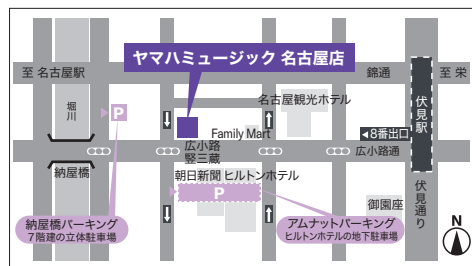 ヤマハミュージック 名古屋店
至 名古屋駅
錦通
至 栄
堀川
P
名古屋観光ホテル
伏見駅
Family Mart
◀8番出口
広小路
竪三蔵
広小路通
納屋橋
朝日新聞 ヒルトンホテル
P
伏見通り
御園座
納屋橋パーキング
7階建の立体駐車場
アムナットパーキング
ヒルトンホテルの地下駐車場
N